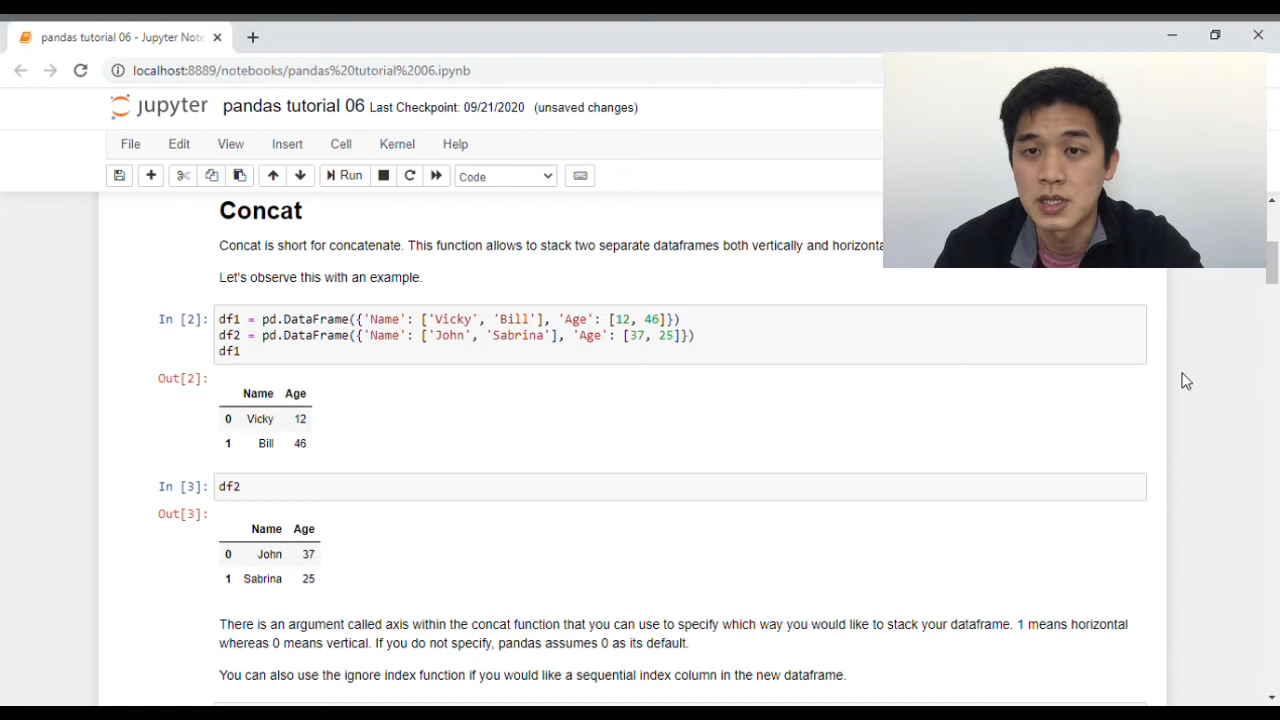 pandas tutorial 06 - Jupyter Note
localhost:8889/notebooks/pandas%20tutorial%2006.ipynb
jupyter pandas tutorial 06 Last Checkpoint: 09/21/2020 (unsaved changes)
File Edit View Insert Cell Kernel Help
Run Code
Concat
Concat is short for concatenate. This function allows to stack two separate dataframes both vertically and horizonta
Let's observe this with an example.
In [2]: df1 = pd.DataFrame({'Name': ['Vicky', 'Bill'], 'Age': [12, 46]})
df2 = pd.DataFrame({'Name': ['John', 'Sabrina'], 'Age': [37, 25]})
df1
Out[2]:
Name Age
0 Vicky 12
1 Bill 46
In [3]: df2
Out[3]:
Name Age
0 John 37
1 Sabrina 25
There is an argument called axis within the concat function that you can use to specify which way you would like to stack your dataframe. 1 means horizontal
whereas 0 means vertical. If you do not specify, pandas assumes 0 as its default.
You can also use the ignore index function if you would like a sequential index column in the new dataframe.